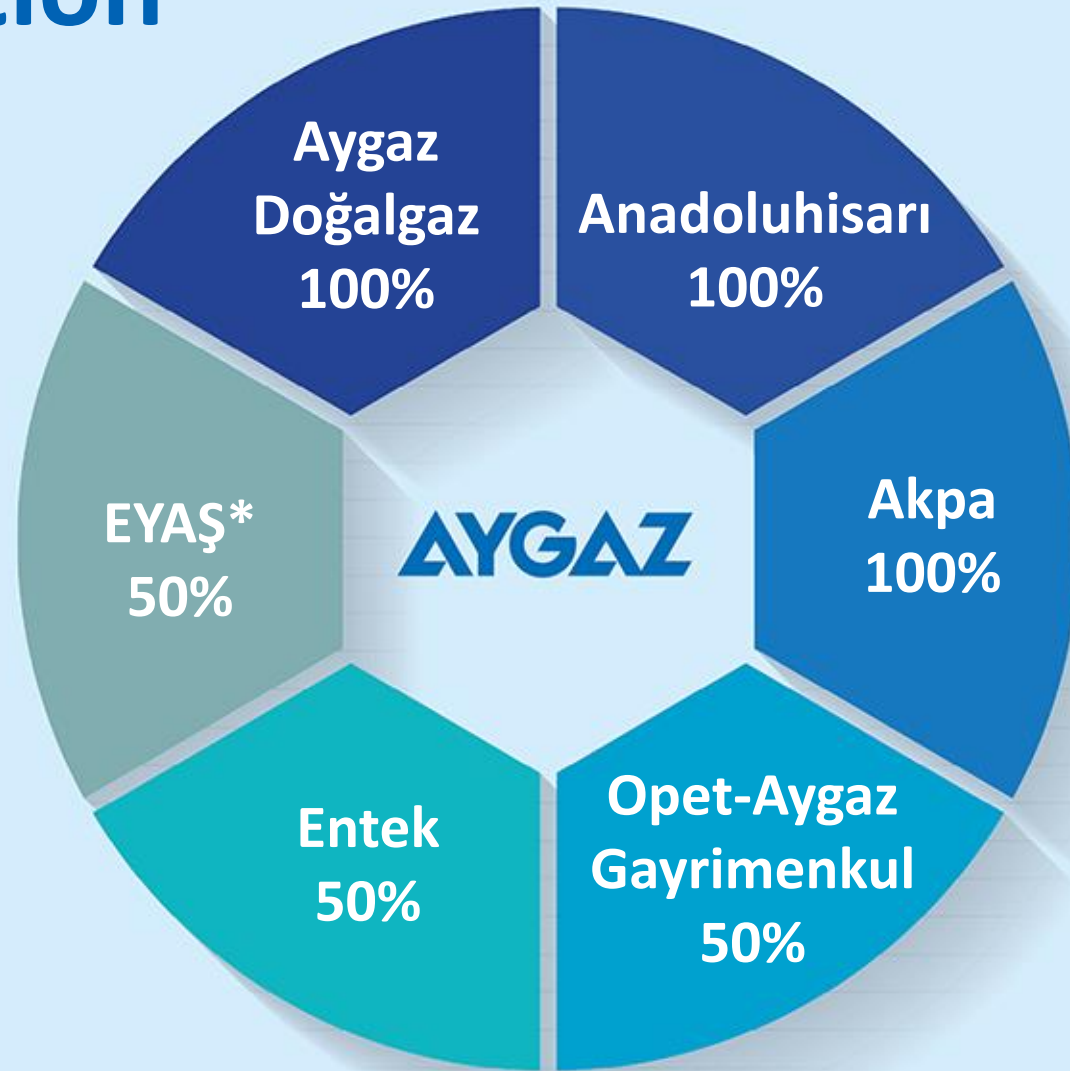 Aygaz
Doğalgaz
100%
Anadoluhisarı
100%
Akpa
100%
Opet-Aygaz
Gayrimenkul
50%
Entek
50%
EYAŞ*
50%
AYGAZ